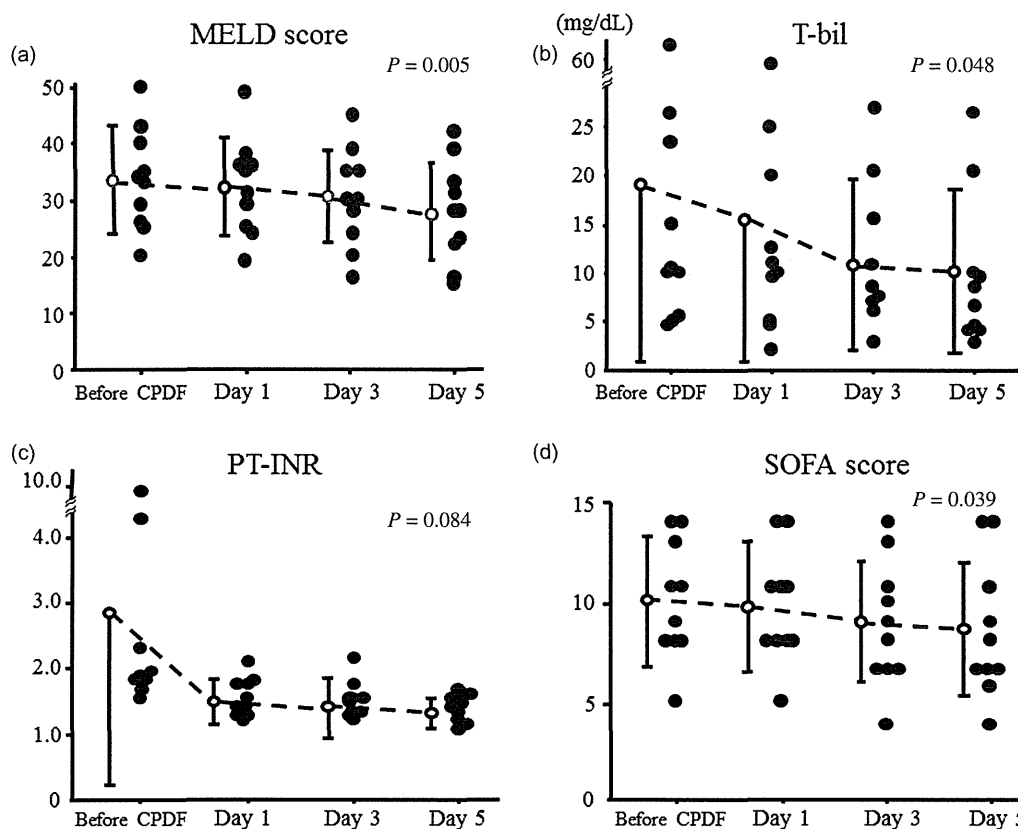 (a)
MELD score
P = 0.005
50
40
30
20
10
0
Before CPDF
Day 1
Day 3
Day 5
(b)
(mg/dL)
T-bil
P = 0.048
60
25
20
15
10
5
0
Before CPDF
Day 1
Day 3
Day 5
(c)
PT-INR
P = 0.084
10.0
4.0
3.0
2.0
1.0
0
Before CPDF
Day 1
Day 3
Day 5
(d)
SOFA score
P = 0.039
15
10
5
0
Before CPDF
Day 1
Day 3
Day 5